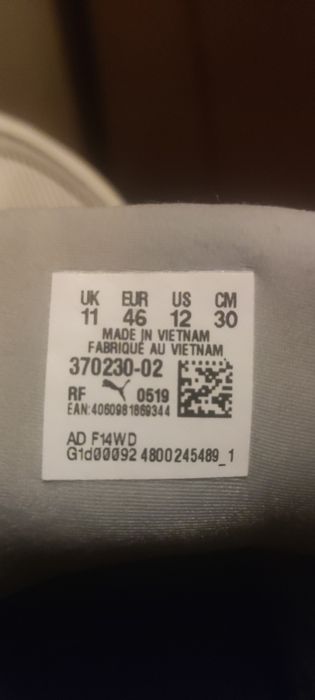 UK EUR US CM
11 46 12 30
MADE IN VIETNAM
FABRIQUÉ AU VIETNAM
370230-02
RF 0519
EAN:4060981869344
AD F14WD
G1d00092 4800245489_1